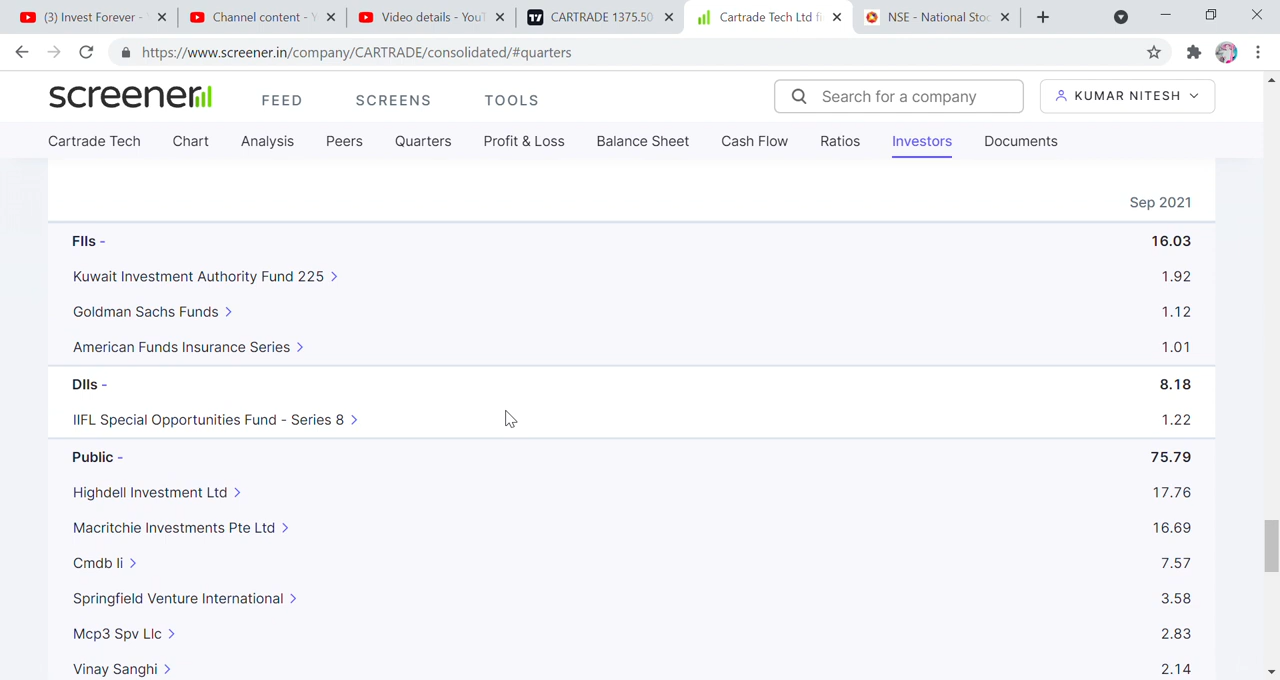 (3) Invest Forever -
Channel content - Y
Video details - YouT
CARTRADE 1375.50
Cartrade Tech Ltd fi
NSE - National Stoc
https://www.screener.in/company/CARTRADE/consolidated/#quarters
screener
FEED
SCREENS
TOOLS
Search for a company
KUMAR NITESH
Cartrade Tech
Chart
Analysis
Peers
Quarters
Profit & Loss
Balance Sheet
Cash Flow
Ratios
Investors
Documents
Sep 2021
FIIs - 16.03
Kuwait Investment Authority Fund 225 1.92
Goldman Sachs Funds 1.12
American Funds Insurance Series 1.01
DIIs - 8.18
IIFL Special Opportunities Fund - Series 8 1.22
Public - 75.79
Highdell Investment Ltd 17.76
Macritchie Investments Pte Ltd 16.69
Cmdb Ii 7.57
Springfield Venture International 3.58
Mcp3 Spv Llc 2.83
Vinay Sanghi 2.14